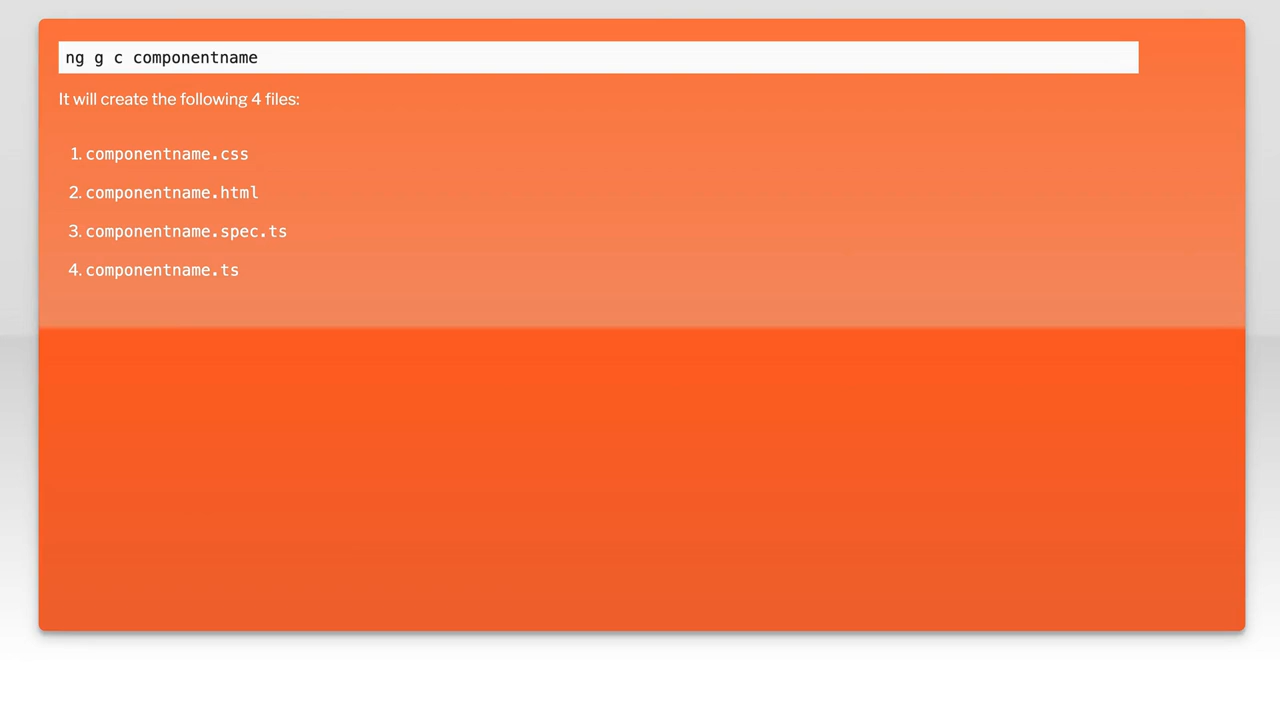 ng g c componentname
It will create the following 4 files:
1. componentname.css
2. componentname.html
3. componentname.spec.ts
4. componentname.ts